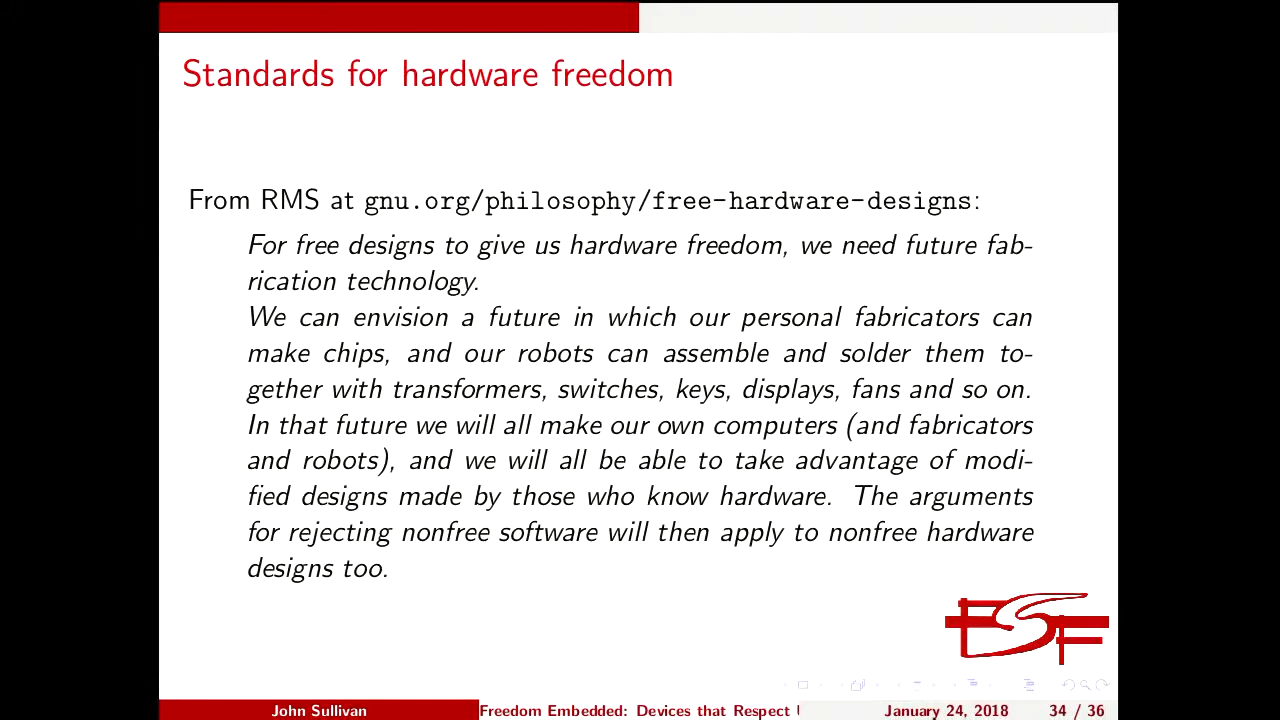 Standards for hardware freedom
From RMS at gnu.org/philosophy/free-hardware-designs:
For free designs to give us hardware freedom, we need future fab-
rication technology.
We can envision a future in which our personal fabricators can
make chips, and our robots can assemble and solder them to-
gether with transformers, switches, keys, displays, fans and so on.
In that future we will all make our own computers (and fabricators
and robots), and we will all be able to take advantage of modi-
fied designs made by those who know hardware. The arguments
for rejecting nonfree software will then apply to nonfree hardware
designs too.
FSF
John Sullivan
Freedom Embedded: Devices that Respect
January 24, 2018
34 / 36